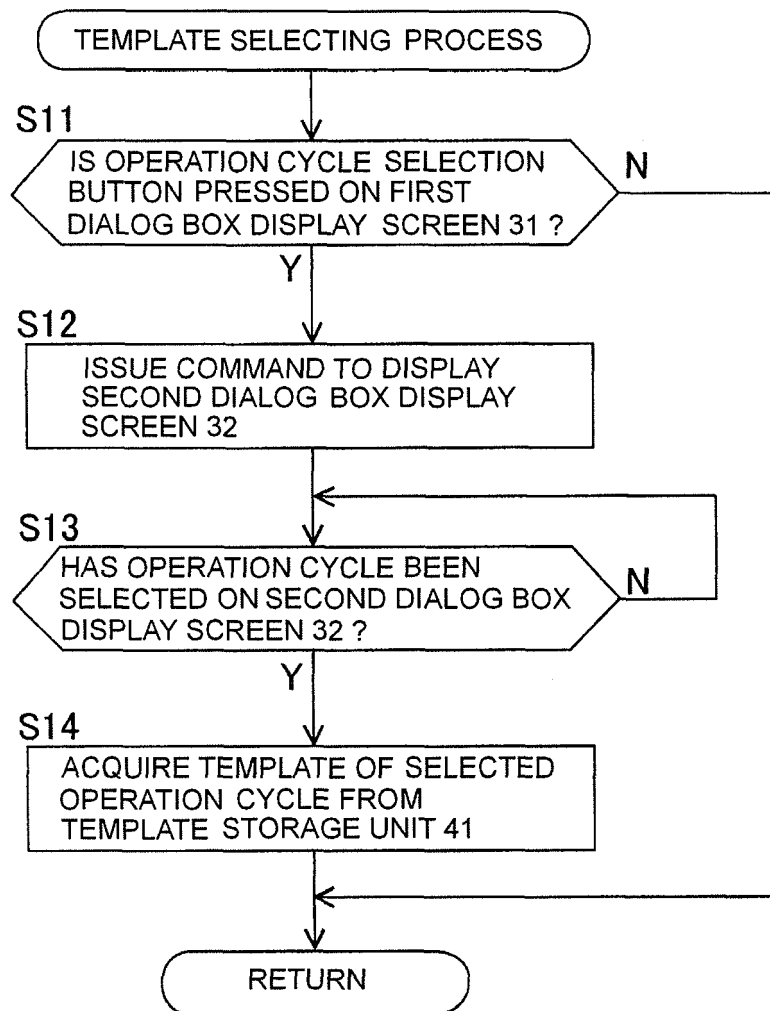 TEMPLATE SELECTING PROCESS
S11
IS OPERATION CYCLE SELECTION
BUTTON PRESSED ON FIRST
DIALOG BOX DISPLAY SCREEN 31 ?
N
Y
S12
ISSUE COMMAND TO DISPLAY
SECOND DIALOG BOX DISPLAY
SCREEN 32
S13
HAS OPERATION CYCLE BEEN
SELECTED ON SECOND DIALOG BOX
DISPLAY SCREEN 32 ?
N
Y
S14
ACQUIRE TEMPLATE OF SELECTED
OPERATION CYCLE FROM
TEMPLATE STORAGE UNIT 41
RETURN